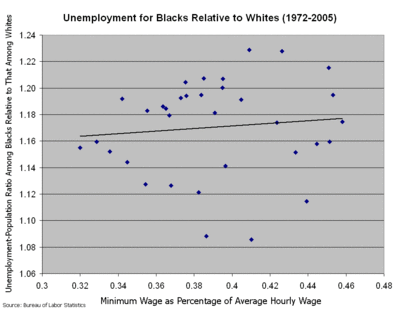 Unemployment for Blacks Relative to Whites (1972-2005)
Unemployment-Population Ratio Among Blacks Relative to That Among Whites
1.24
1.22
1.20
1.18
1.16
1.14
1.12
1.10
1.08
1.06
0.3 0.32 0.34 0.36 0.38 0.4 0.42 0.44 0.46 0.48
Minimum Wage as Percentage of Average Hourly Wage
Source: Bureau of Labor Statistics